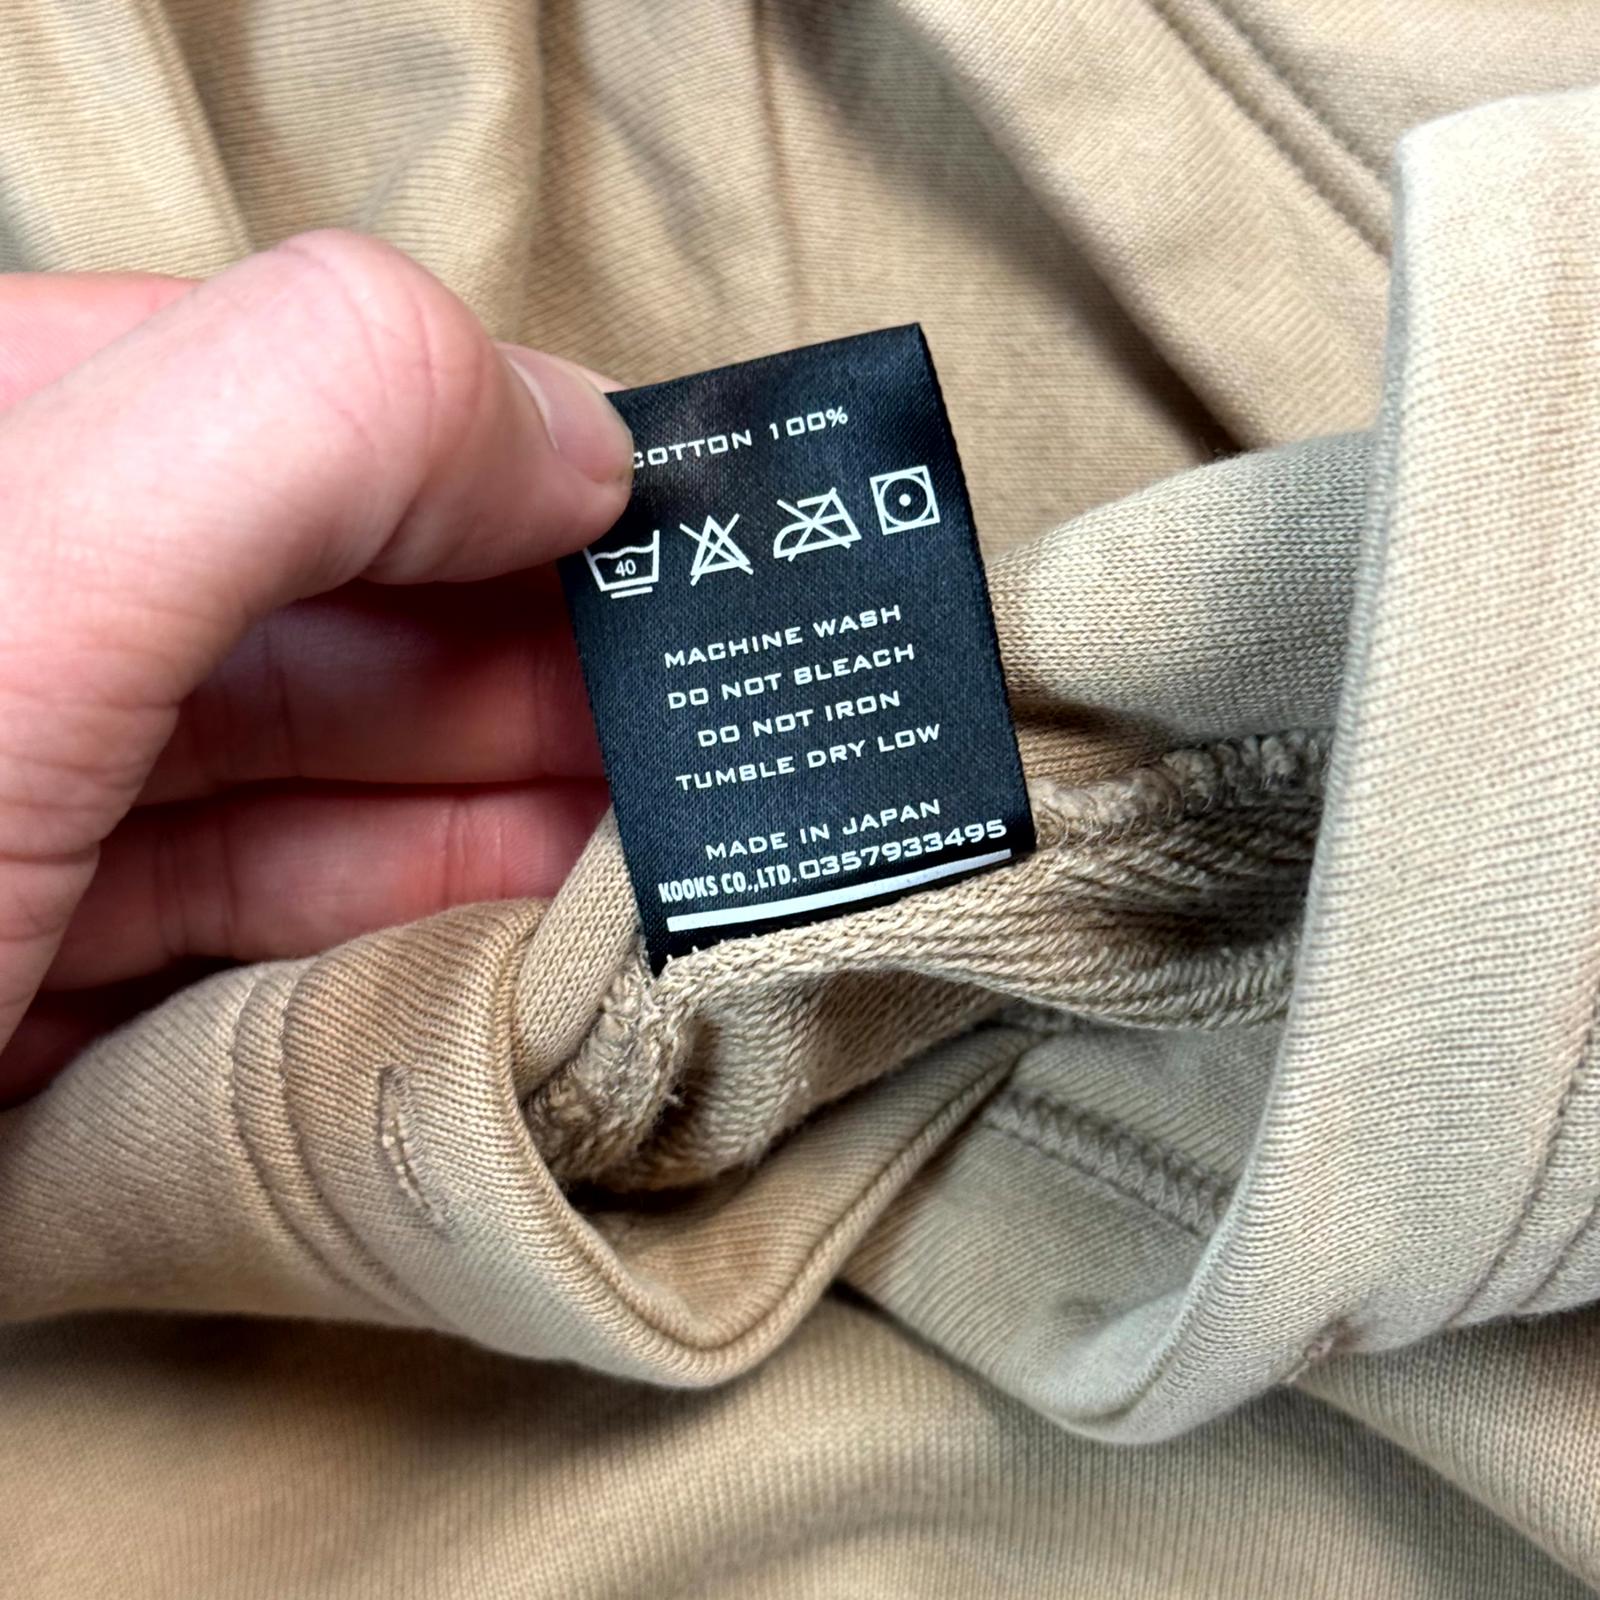 COTTON 100%
40
MACHINE WASH
DO NOT BLEACH
DO NOT IRON
TUMBLE DRY LOW
MADE IN JAPAN
KOOKS CO.,LTD.0357933495